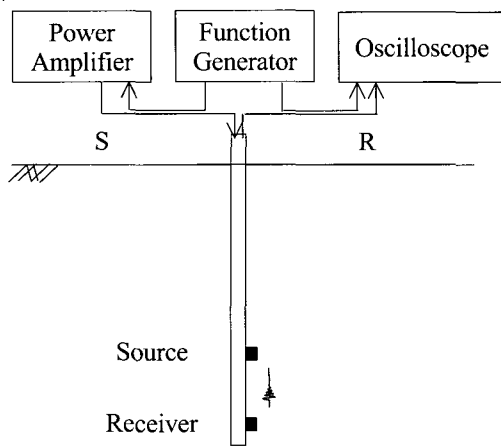 Power
Amplifier
Function
Generator
Oscilloscope
S
R
Source
Receiver